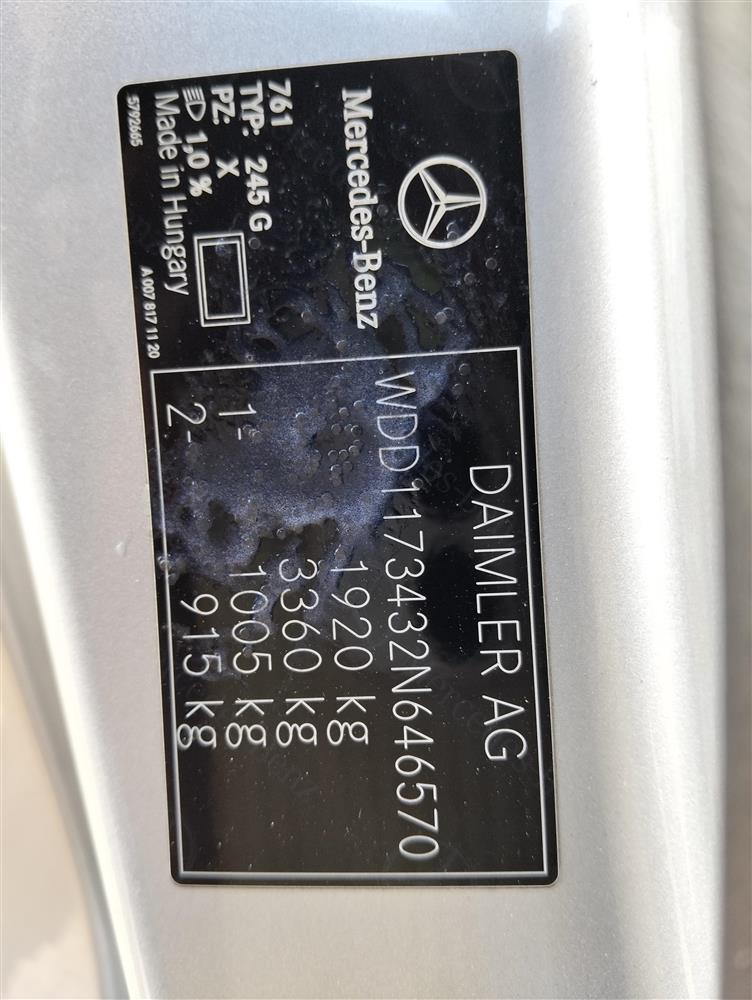 Mercedes-Benz
761
TYP: 245 G
PZ: X
1,0 %
Made in Hungary
5792665
A 007 817 11 20
DAIMLER AG
WDD1173432N646570
1920 kg
3360 kg
1- 1005 kg
2- 915 kg